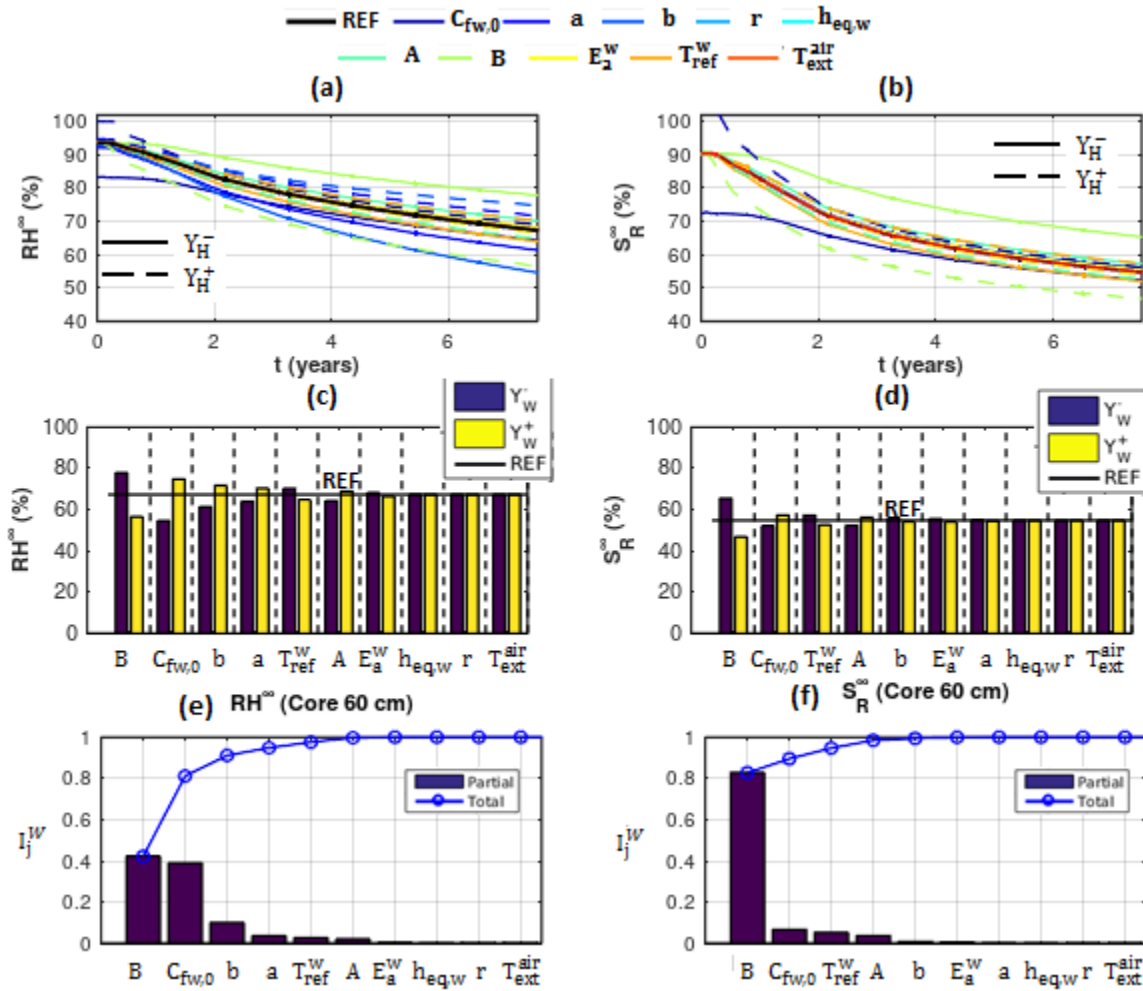 REF C_fw,0 a b r h_eq,w
A B E_a^w T_ref^w T_ext^air
(a) (b)
100
90
80
70
60
50
40
RH^∞ (%)
Y_H^-
Y_H^+
0 2 4 6
t (years)
100
90
80
70
60
50
40
S_R^∞ (%)
Y_H^-
Y_H^+
0 2 4 6
t (years)
(c)
Y_W^-
Y_W^+
REF
100
80
60
40
20
0
RH^∞ (%)
REF
B C_fw,0 b a T_ref^w A E_a^w h_eq,w r T_ext^air
(d)
Y_W^-
Y_W^+
REF
100
80
60
40
20
0
S_R^∞ (%)
REF
B C_fw,0 T_ref^w A b E_a^w a h_eq,w r T_ext^air
(e) RH^∞ (Core 60 cm)
1
0.8
0.6
0.4
0.2
0
I_j^W
Partial
Total
B C_fw,0 b a T_ref^w A E_a^w h_eq,w r T_ext^air
(f) S_R^∞ (Core 60 cm)
1
0.8
0.6
0.4
0.2
0
I_j^W
Partial
Total
B C_fw,0 T_ref^w A b E_a^w a h_eq,w r T_ext^air